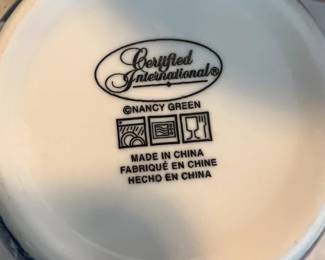 Certified
International®
©NANCY GREEN
MADE IN CHINA
FABRIQUÉ EN CHINE
HECHO EN CHINA